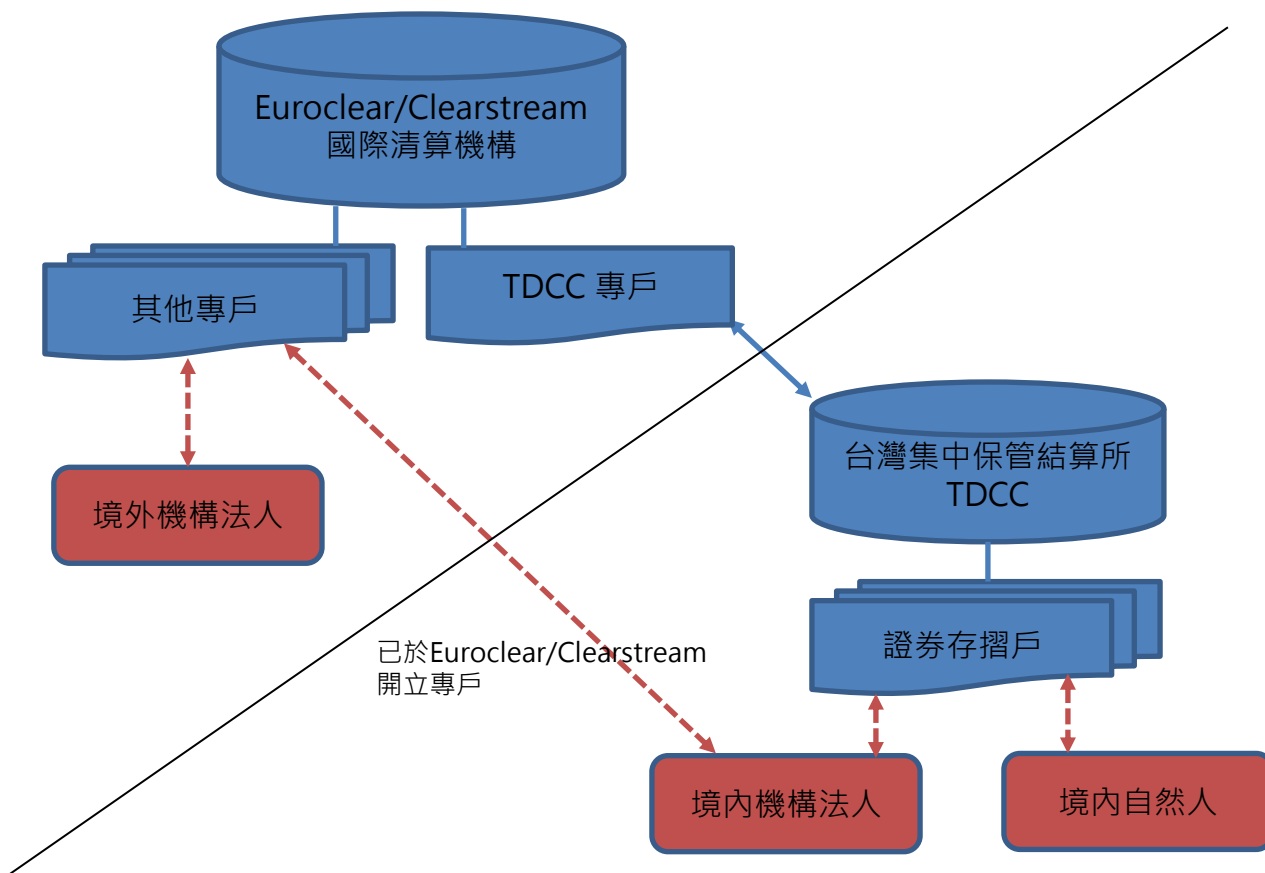 Euroclear/Clearstream
國際清算機構
其他專戶
TDCC 專戶
台灣集中保管結算所
TDCC
境外機構法人
證券存摺戶
已於Euroclear/Clearstream
開立專戶
境內機構法人
境內自然人